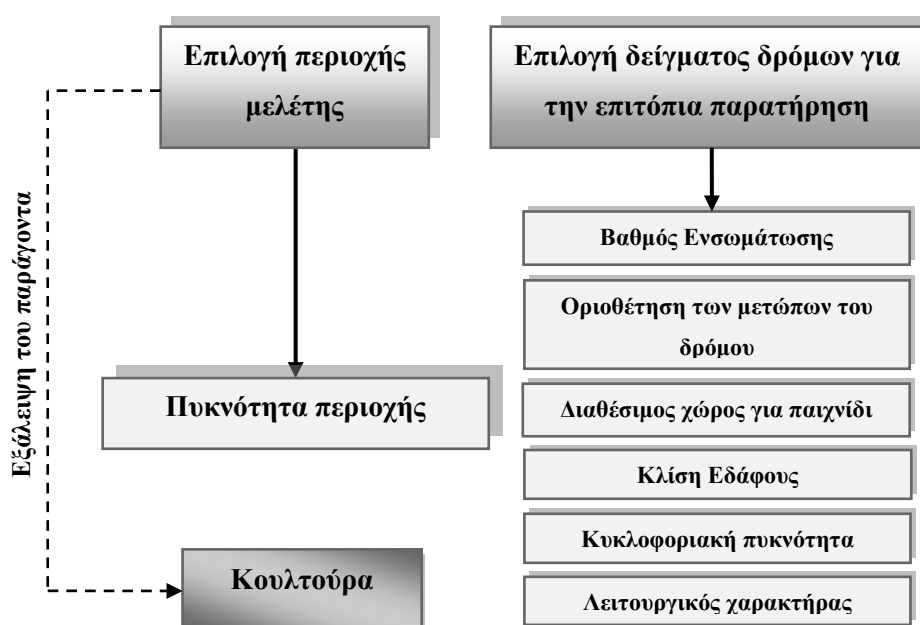 Επιλογή περιοχής
μελέτης
Επιλογή δείγματος δρόμων για
την επιτόπια παρατήρηση
Εξάλειψη του παράγοντα
Πυκνότητα περιοχής
Κουλτούρα
Βαθμός Ενσωμάτωσης
Οριοθέτηση των μετώπων του
δρόμου
Διαθέσιμος χώρος για παιχνίδι
Κλίση Εδάφους
Κυκλοφοριακή πυκνότητα
Λειτουργικός χαρακτήρας